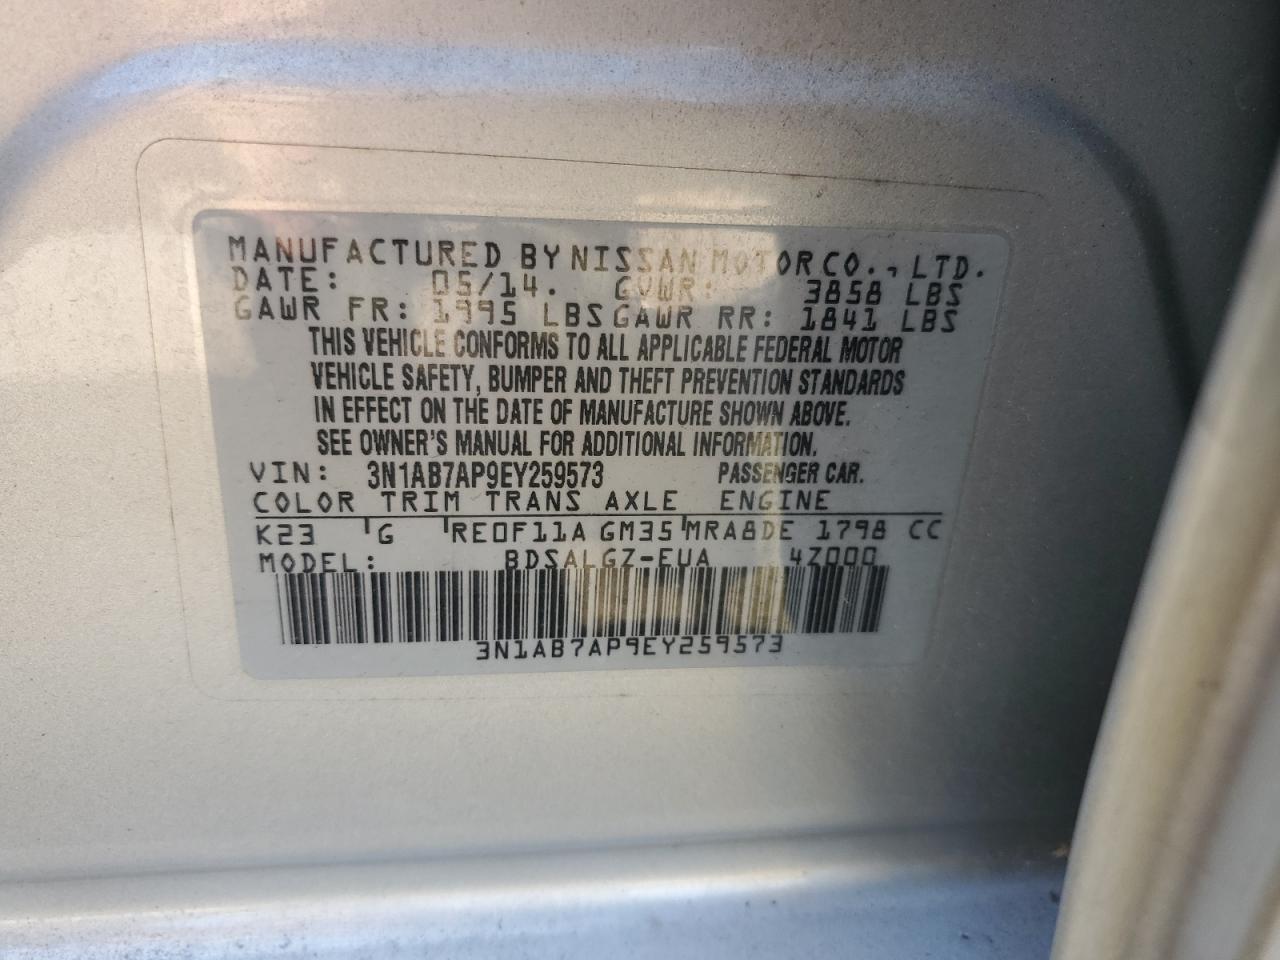 MANUFACTURED BY NISSAN MOTOR CO., LTD.
DATE: 05/14. GVWR: 3858 LBS
GAWR FR: 1995 LBS GAWR RR: 1841 LBS
THIS VEHICLE CONFORMS TO ALL APPLICABLE FEDERAL MOTOR
VEHICLE SAFETY, BUMPER AND THEFT PREVENTION STANDARDS
IN EFFECT ON THE DATE OF MANUFACTURE SHOWN ABOVE.
SEE OWNER'S MANUAL FOR ADDITIONAL INFORMATION.
VIN: 3N1AB7AP9EY259573 PASSENGER CAR.
COLOR TRIM TRANS AXLE ENGINE
K23 G RE0F11A GM35 MRA8DE 1798 CC
MODEL: BDSALGZ-EUA 4Z000
3N1AB7AP9EY259573